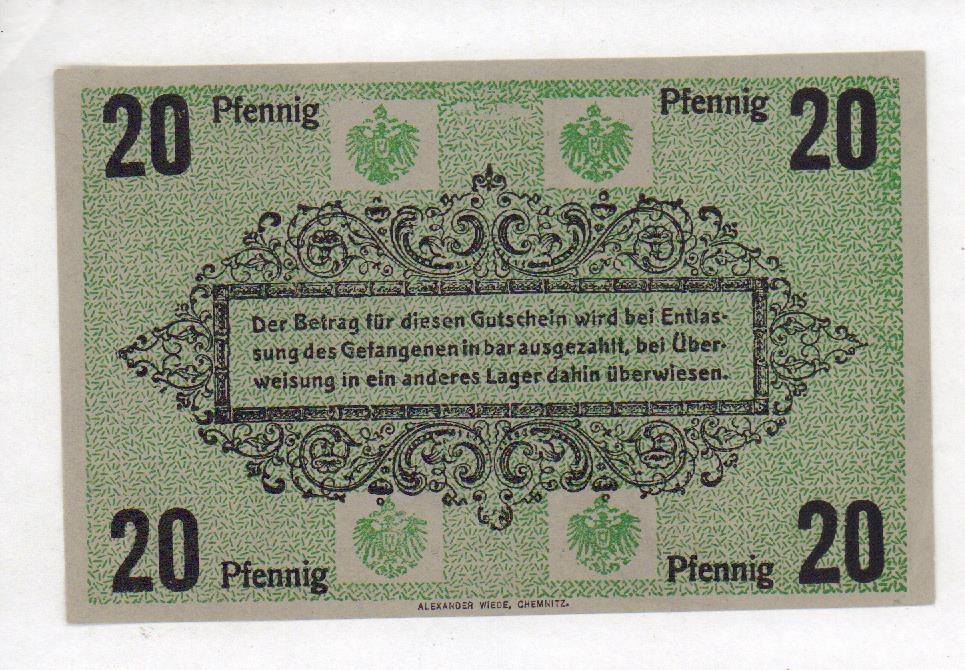 20 Pfennig Pfennig 20
Der Betrag für diesen Gutschein wird bei Entlas-
sung des Gefangenen in bar ausgezahlt, bei Über-
weisung in ein anderes Lager dahin überwiesen.
20 Pfennig Pfennig 20
ALEXANDER WIEDE, CHEMNITZ.